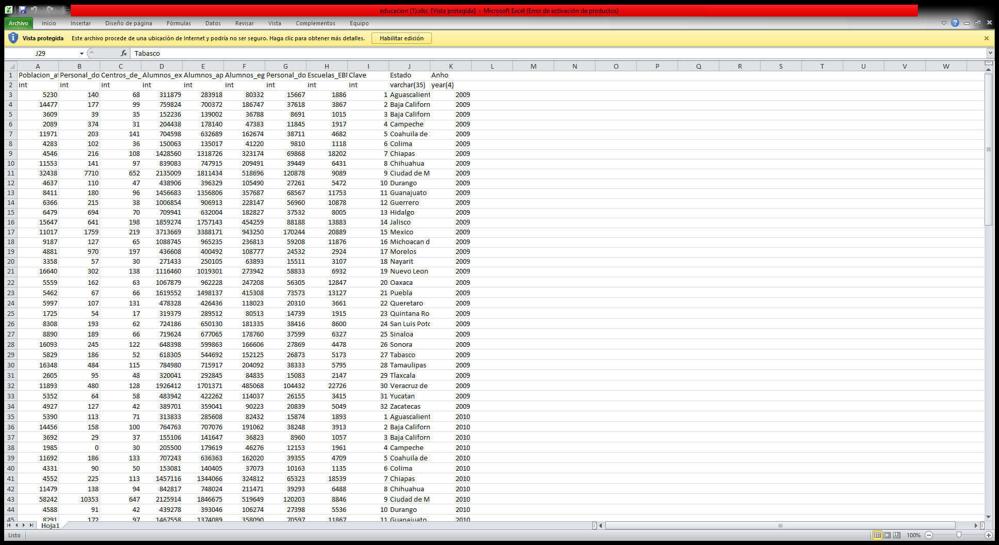 educacion (1).xlsx [Vista protegida] - Microsoft Excel (Error de activación de productos)
Archivo Inicio Insertar Diseño de página Fórmulas Datos Revisar Vista Complementos Equipo
Vista protegida Este archivo procede de una ubicación de Internet y podría no ser seguro. Haga clic para obtener más detalles. Habilitar edición
J29 fx Tabasco
A B C D E F G H I J K L M N O P Q R S T U V W
1 Poblacion_at Personal_do Centros_de_ Alumnos_ex Alumnos_ap Alumnos_eg Personal_do Escuelas_EBI Clave Estado Anho
2 int int int int int int int int int varchar(35) year(4)
3 5230 140 68 311879 283918 80332 15667 1886 1 Aguascalient 2009
4 14477 177 99 759824 700372 186747 37618 3867 2 Baja Californ 2009
5 3609 39 35 152236 139002 36788 8691 1015 3 Baja Californ 2009
6 2089 374 31 204438 178140 47383 11845 1917 4 Campeche 2009
7 11971 203 141 704598 632689 162674 38711 4682 5 Coahuila de 2009
8 4283 102 36 150063 135017 41220 9810 1118 6 Colima 2009
9 4546 216 108 1428560 1318726 323174 69868 18202 7 Chiapas 2009
10 11553 141 97 839083 747915 209491 39449 6431 8 Chihuahua 2009
11 32438 7710 652 2135009 1811434 518696 120878 9089 9 Ciudad de M 2009
12 4637 110 47 438906 396329 105490 27261 5472 10 Durango 2009
13 8411 180 96 1456683 1356806 357687 68567 11753 11 Guanajuato 2009
14 6366 215 38 1006854 906913 228147 56960 10878 12 Guerrero 2009
15 6479 694 70 709941 632004 182827 37532 8005 13 Hidalgo 2009
16 15647 641 198 1859274 1757143 454259 88188 13883 14 Jalisco 2009
17 11017 1759 219 3713669 3388171 943250 170244 20889 15 Mexico 2009
18 9187 127 65 1088745 965235 236813 59208 11876 16 Michoacan d 2009
19 4881 970 197 436608 400492 108777 24532 2924 17 Morelos 2009
20 3358 57 30 271433 250105 63893 15511 3107 18 Nayarit 2009
21 16640 302 138 1116460 1019301 273942 58833 6932 19 Nuevo Leon 2009
22 5559 162 63 1067879 962228 247208 56305 12847 20 Oaxaca 2009
23 5462 67 66 1619552 1498137 415308 73573 13127 21 Puebla 2009
24 5997 107 131 478328 426436 118023 20310 3661 22 Queretaro 2009
25 1725 54 17 319379 289512 80513 14739 1915 23 Quintana Ro 2009
26 8308 193 62 724186 650130 181335 38416 8600 24 San Luis Poto 2009
27 8890 189 66 719624 677065 178760 37599 6327 25 Sinaloa 2009
28 16093 245 122 648398 599863 166606 27869 4478 26 Sonora 2009
29 5829 186 52 618305 544692 152125 26873 5173 27 Tabasco 2009
30 16348 484 115 784980 715917 204092 38333 5795 28 Tamaulipas 2009
31 2605 95 48 320041 292845 84835 15083 2147 29 Tlaxcala 2009
32 11893 480 128 1926412 1701371 485068 104432 22726 30 Veracruz de 2009
33 5352 64 58 483942 422262 114037 26155 3415 31 Yucatan 2009
34 4927 127 42 389701 359041 90223 20839 5049 32 Zacatecas 2009
35 5390 113 71 313833 285608 82432 15874 1893 1 Aguascalient 2010
36 14456 158 100 764763 707076 191062 38248 3913 2 Baja Californ 2010
37 3692 29 37 155106 141647 36823 8960 1057 3 Baja Californ 2010
38 1985 0 30 205500 179619 46276 12153 1961 4 Campeche 2010
39 11692 186 133 707243 636363 162020 39355 4709 5 Coahuila de 2010
40 4331 90 50 153081 140405 37073 10163 1135 6 Colima 2010
41 4552 225 113 1457116 1344066 324812 65323 18539 7 Chiapas 2010
42 11479 138 94 842817 748024 211471 39293 6488 8 Chihuahua 2010
43 58242 10353 647 2125914 1846675 519649 120203 8846 9 Ciudad de M 2010
44 4588 91 42 439278 393046 106274 27398 5536 10 Durango 2010
45 8291 172 97 1467558 1374089 358090 70597 11867 11 Guanajuato 2010
Hoja1
Listo 100%